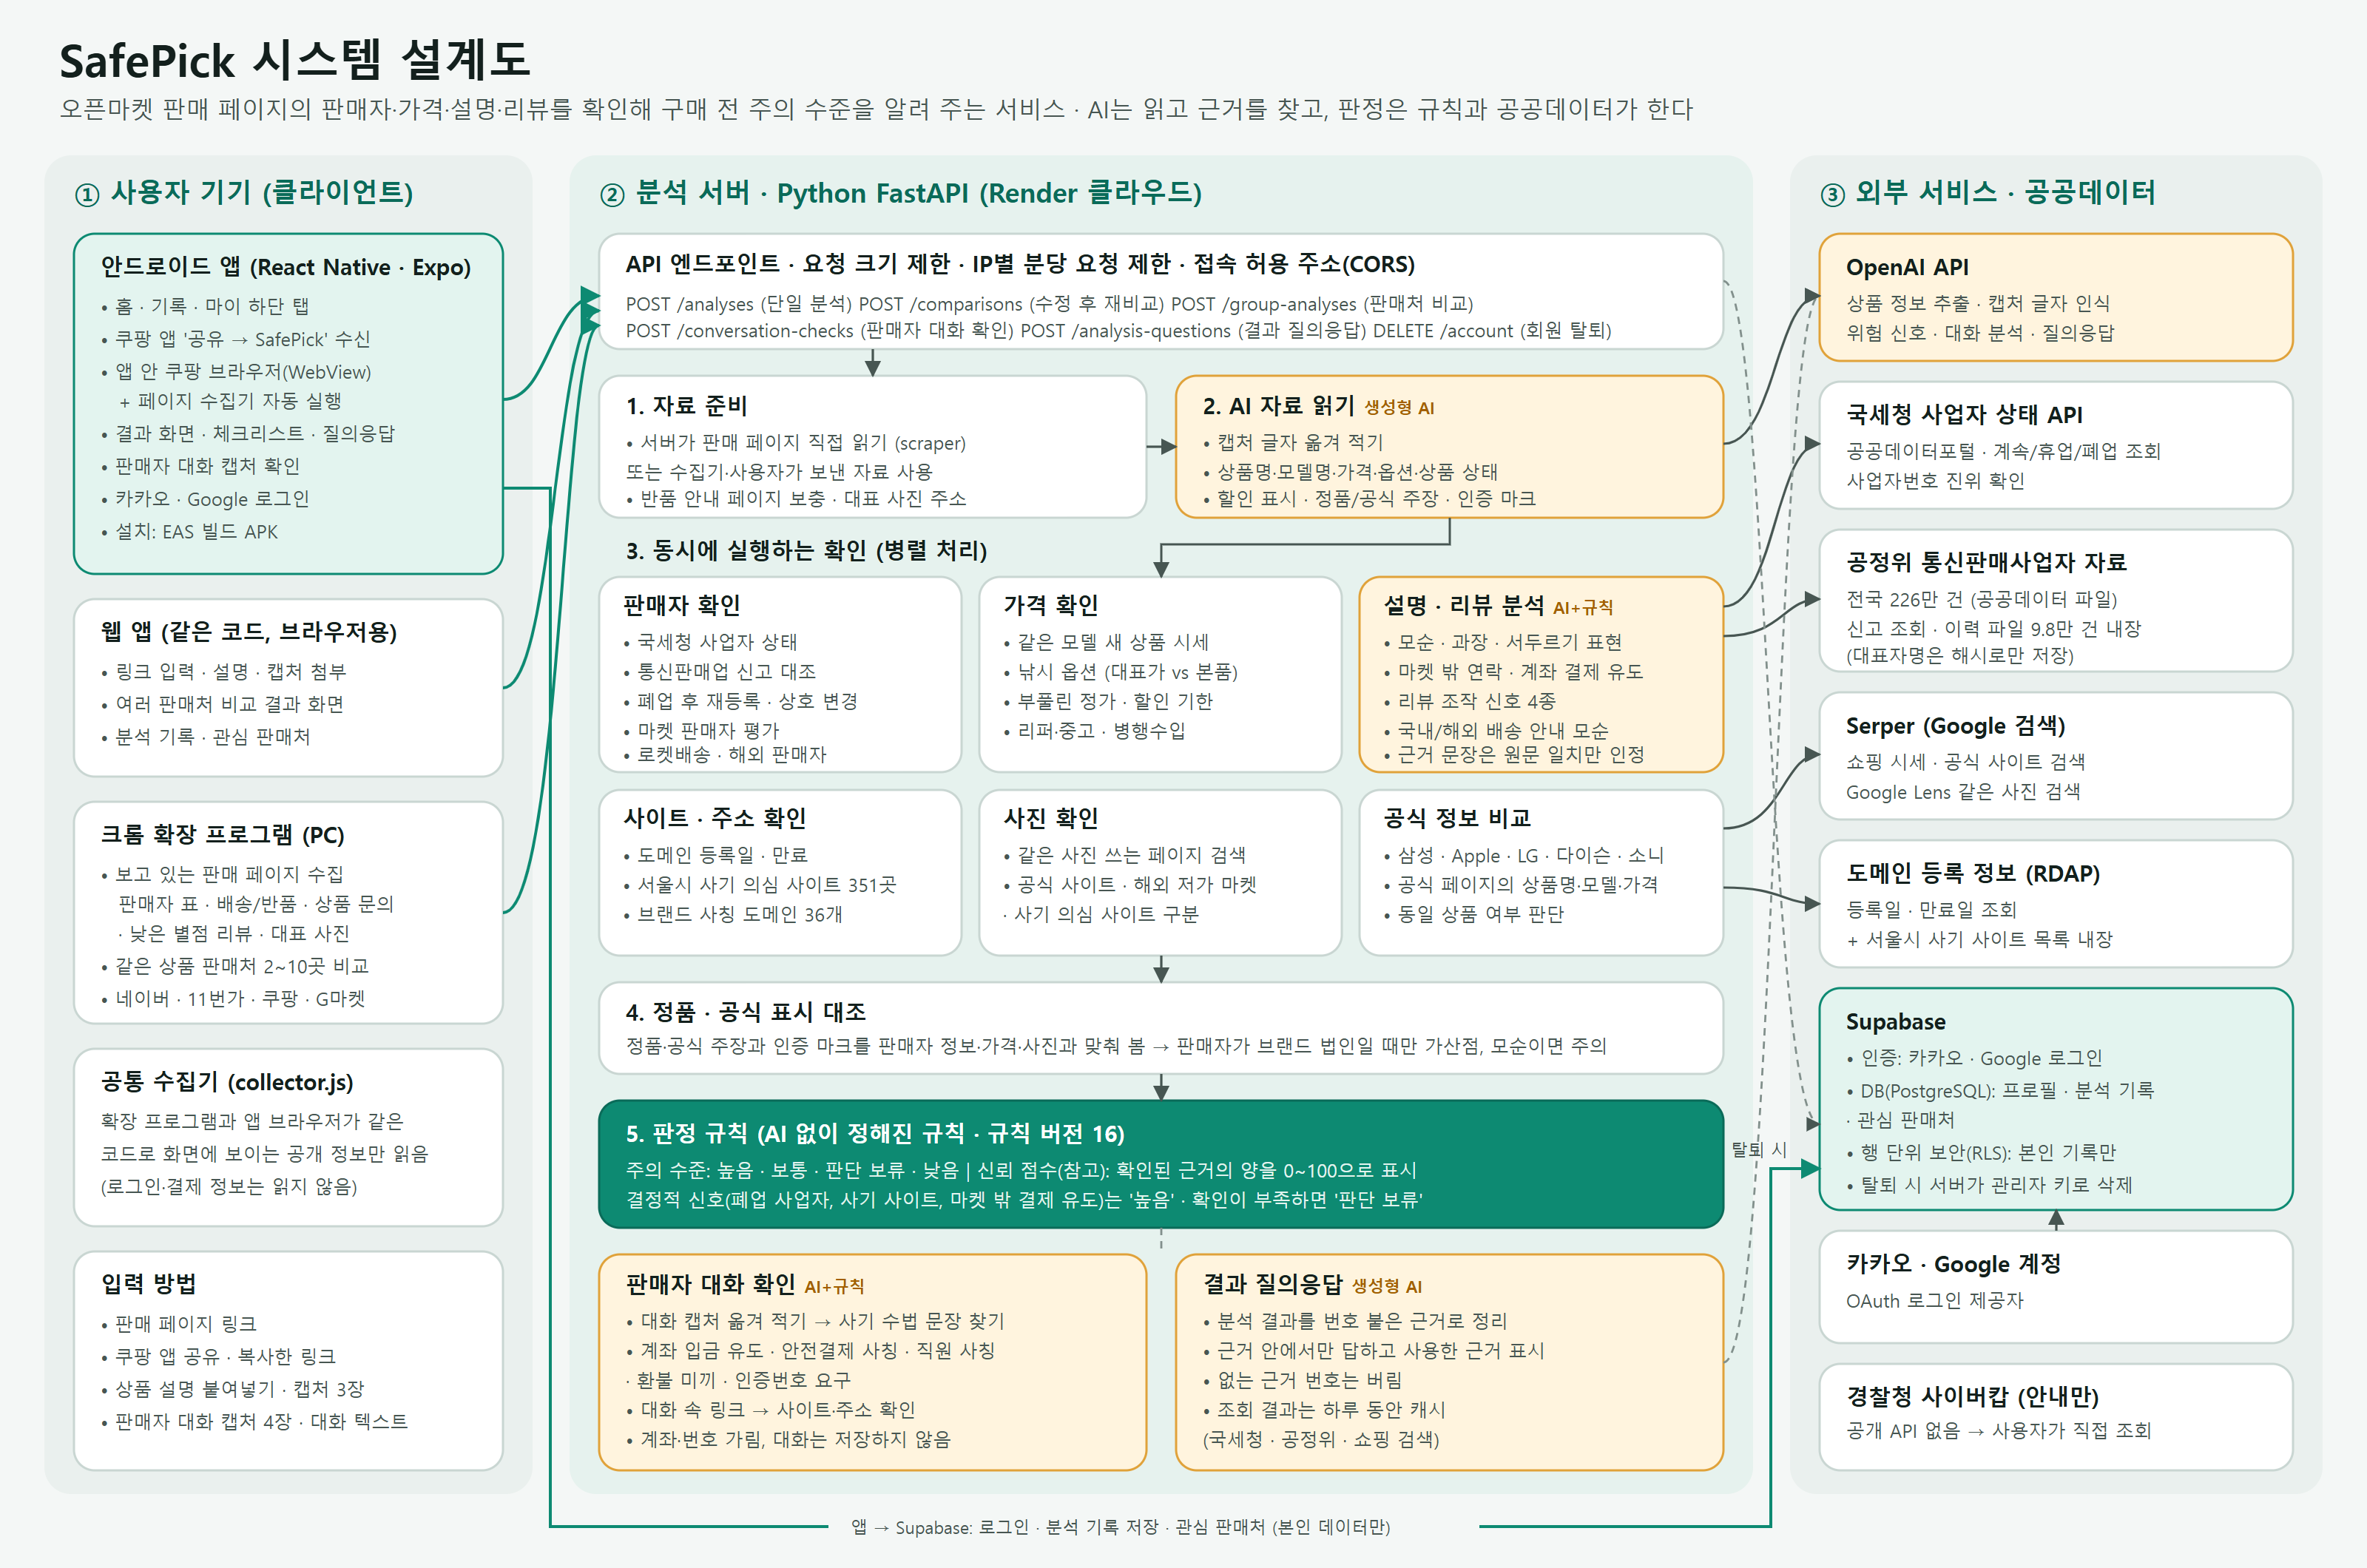 SafePick 시스템 설계도
오픈마켓 판매 페이지의 판매자·가격·설명·리뷰를 확인해 구매 전 주의 수준을 알려 주는 서비스 · AI는 읽고 근거를 찾고, 판정은 규칙과 공공데이터가 한다
① 사용자 기기 (클라이언트)
안드로이드 앱 (React Native · Expo)
• 홈 · 기록 · 마이 하단 탭
• 쿠팡 앱 '공유 → SafePick' 수신
• 앱 안 쿠팡 브라우저(WebView)
+ 페이지 수집기 자동 실행
• 결과 화면 · 체크리스트 · 질의응답
• 판매자 대화 캡처 확인
• 카카오 · Google 로그인
• 설치: EAS 빌드 APK
웹 앱 (같은 코드, 브라우저용)
• 링크 입력 · 설명 · 캡처 첨부
• 여러 판매처 비교 결과 화면
• 분석 기록 · 관심 판매처
크롬 확장 프로그램 (PC)
• 보고 있는 판매 페이지 수집
판매자 표 · 배송/반품 · 상품 문의
· 낮은 별점 리뷰 · 대표 사진
• 같은 상품 판매처 2~10곳 비교
• 네이버 · 11번가 · 쿠팡 · G마켓
공통 수집기 (collector.js)
확장 프로그램과 앱 브라우저가 같은
코드로 화면에 보이는 공개 정보만 읽음
(로그인·결제 정보는 읽지 않음)
입력 방법
• 판매 페이지 링크
• 쿠팡 앱 공유 · 복사한 링크
• 상품 설명 붙여넣기 · 캡처 3장
• 판매자 대화 캡처 4장 · 대화 텍스트
② 분석 서버 · Python FastAPI (Render 클라우드)
API 엔드포인트 · 요청 크기 제한 · IP별 분당 요청 제한 · 접속 허용 주소(CORS)
POST /analyses (단일 분석) POST /comparisons (수정 후 재비교) POST /group-analyses (판매처 비교)
POST /conversation-checks (판매자 대화 확인) POST /analysis-questions (결과 질의응답) DELETE /account (회원 탈퇴)
1. 자료 준비
• 서버가 판매 페이지 직접 읽기 (scraper)
또는 수집기·사용자가 보낸 자료 사용
• 반품 안내 페이지 보충 · 대표 사진 주소
2. AI 자료 읽기 생성형 AI
• 캡처 글자 옮겨 적기
• 상품명·모델명·가격·옵션·상품 상태
• 할인 표시 · 정품/공식 주장 · 인증 마크
3. 동시에 실행하는 확인 (병렬 처리)
판매자 확인
• 국세청 사업자 상태
• 통신판매업 신고 대조
• 폐업 후 재등록 · 상호 변경
• 마켓 판매자 평가
• 로켓배송 · 해외 판매자
가격 확인
• 같은 모델 새 상품 시세
• 낚시 옵션 (대표가 vs 본품)
• 부풀린 정가 · 할인 기한
• 리퍼·중고 · 병행수입
설명 · 리뷰 분석 AI+규칙
• 모순 · 과장 · 서두르기 표현
• 마켓 밖 연락 · 계좌 결제 유도
• 리뷰 조작 신호 4종
• 국내/해외 배송 안내 모순
• 근거 문장은 원문 일치만 인정
사이트 · 주소 확인
• 도메인 등록일 · 만료
• 서울시 사기 의심 사이트 351곳
• 브랜드 사칭 도메인 36개
사진 확인
• 같은 사진 쓰는 페이지 검색
• 공식 사이트 · 해외 저가 마켓
· 사기 의심 사이트 구분
공식 정보 비교
• 삼성 · Apple · LG · 다이슨 · 소니
• 공식 페이지의 상품명·모델·가격
• 동일 상품 여부 판단
4. 정품 · 공식 표시 대조
정품·공식 주장과 인증 마크를 판매자 정보·가격·사진과 맞춰 봄 → 판매자가 브랜드 법인일 때만 가산점, 모순이면 주의
5. 판정 규칙 (AI 없이 정해진 규칙 · 규칙 버전 16)
주의 수준: 높음 · 보통 · 판단 보류 · 낮음 | 신뢰 점수(참고): 확인된 근거의 양을 0~100으로 표시
결정적 신호(폐업 사업자, 사기 사이트, 마켓 밖 결제 유도)는 '높음' · 확인이 부족하면 '판단 보류'
판매자 대화 확인 AI+규칙
• 대화 캡처 옮겨 적기 → 사기 수법 문장 찾기
• 계좌 입금 유도 · 안전결제 사칭 · 직원 사칭
· 환불 미끼 · 인증번호 요구
• 대화 속 링크 → 사이트·주소 확인
• 계좌·번호 가림, 대화는 저장하지 않음
결과 질의응답 생성형 AI
• 분석 결과를 번호 붙은 근거로 정리
• 근거 안에서만 답하고 사용한 근거 표시
• 없는 근거 번호는 버림
• 조회 결과는 하루 동안 캐시
(국세청 · 공정위 · 쇼핑 검색)
③ 외부 서비스 · 공공데이터
OpenAI API
상품 정보 추출 · 캡처 글자 인식
위험 신호 · 대화 분석 · 질의응답
국세청 사업자 상태 API
공공데이터포털 · 계속/휴업/폐업 조회
사업자번호 진위 확인
공정위 통신판매사업자 자료
전국 226만 건 (공공데이터 파일)
신고 조회 · 이력 파일 9.8만 건 내장
(대표자명은 해시로만 저장)
Serper (Google 검색)
쇼핑 시세 · 공식 사이트 검색
Google Lens 같은 사진 검색
도메인 등록 정보 (RDAP)
등록일 · 만료일 조회
+ 서울시 사기 사이트 목록 내장
Supabase
• 인증: 카카오 · Google 로그인
• DB(PostgreSQL): 프로필 · 분석 기록
· 관심 판매처
• 행 단위 보안(RLS): 본인 기록만
• 탈퇴 시 서버가 관리자 키로 삭제
탈퇴 시
카카오 · Google 계정
OAuth 로그인 제공자
경찰청 사이버캅 (안내만)
공개 API 없음 → 사용자가 직접 조회
앱 → Supabase: 로그인 · 분석 기록 저장 · 관심 판매처 (본인 데이터만)